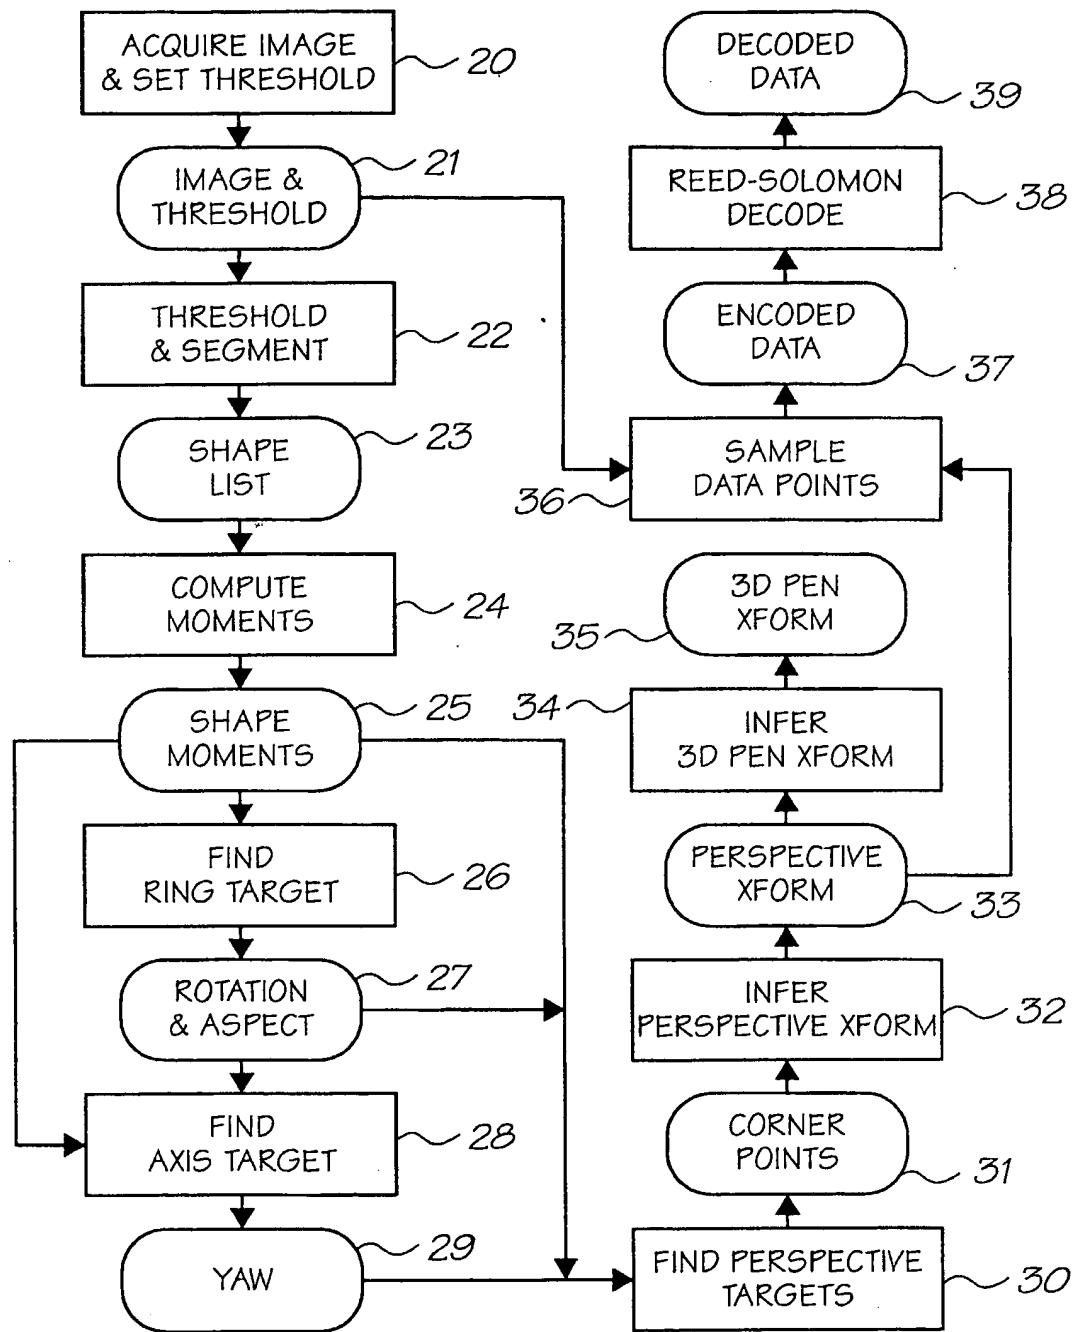 ACQUIRE IMAGE
& SET THRESHOLD
20
IMAGE &
THRESHOLD
21
THRESHOLD
& SEGMENT
22
SHAPE
LIST
23
COMPUTE
MOMENTS
24
SHAPE
MOMENTS
25
FIND
RING TARGET
26
ROTATION
& ASPECT
27
FIND
AXIS TARGET
28
YAW
29
DECODED
DATA
39
REED-SOLOMON
DECODE
38
ENCODED
DATA
37
SAMPLE
DATA POINTS
36
3D PEN
XFORM
35
INFER
3D PEN XFORM
34
PERSPECTIVE
XFORM
33
INFER
PERSPECTIVE XFORM
32
CORNER
POINTS
31
FIND PERSPECTIVE
TARGETS
30